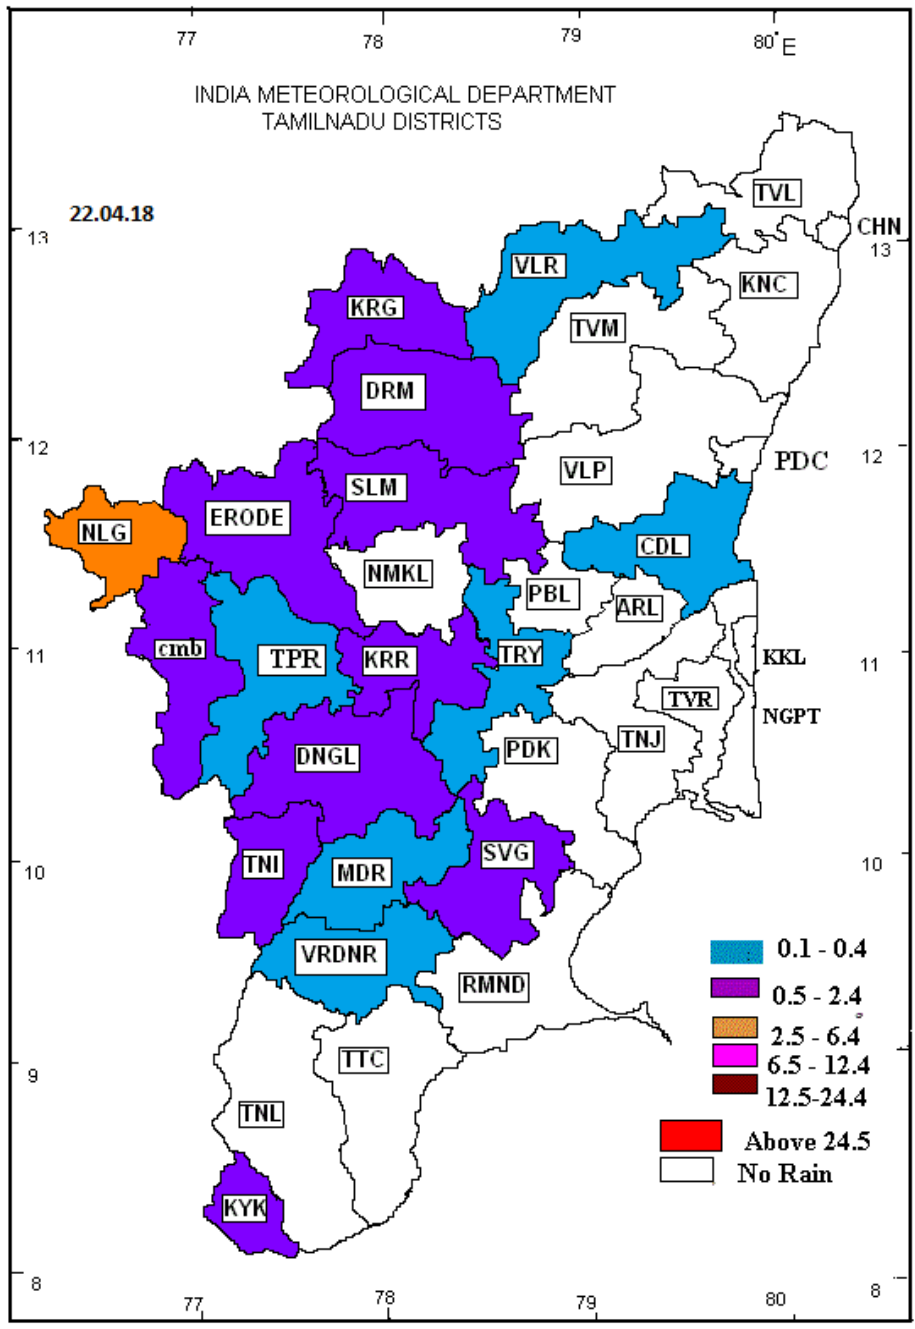 77 78 79 80° E
INDIA METEOROLOGICAL DEPARTMENT
TAMILNADU DISTRICTS
TVL
22.04.18
CHN
13
13
VLR
KNC
KRG
TVM
DRM
12
12
PDC
VLP
SLM
ERODE
NLG
CDL
NMKL
PBL
ARL
11
cmb
TPR
KRR
TRY
KKL
11
TVR
NGPT
TNJ
DNGL
PDK
10
TNI
MDR
SVG
10
VRDNR
0.1 - 0.4
RMND
0.5 - 2.4
2.5 - 6.4
9
TTC
6.5 - 12.4
9
12.5-24.4
TNL
Above 24.5
No Rain
KYK
8
8
77 78 79 80